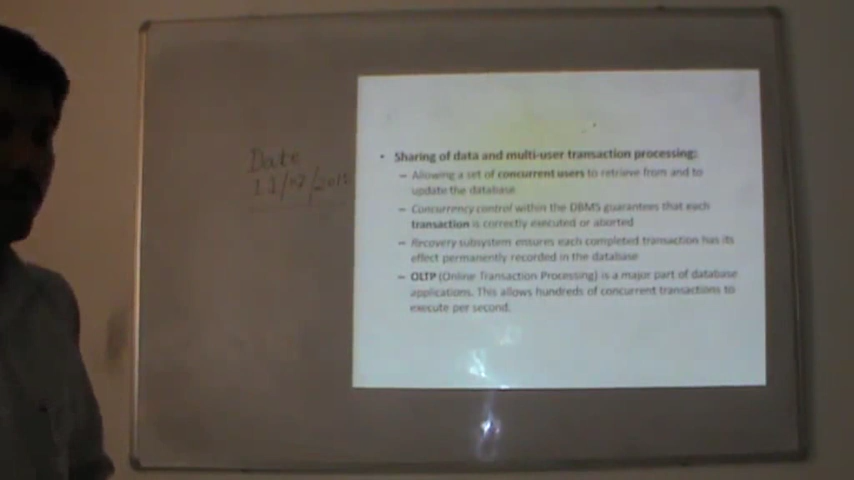 Date
• Sharing of data and multi-user transaction processing:
– Allowing a set of concurrent users to retrieve from and to
update the database
– Concurrency control within the DBMS guarantees that each
transaction is correctly executed or aborted
– Recovery subsystem ensures each completed transaction has its
effect permanently recorded in the database
– OLTP (Online Transaction Processing) is a major part of database
applications. This allows hundreds of concurrent transactions to
execute per second.